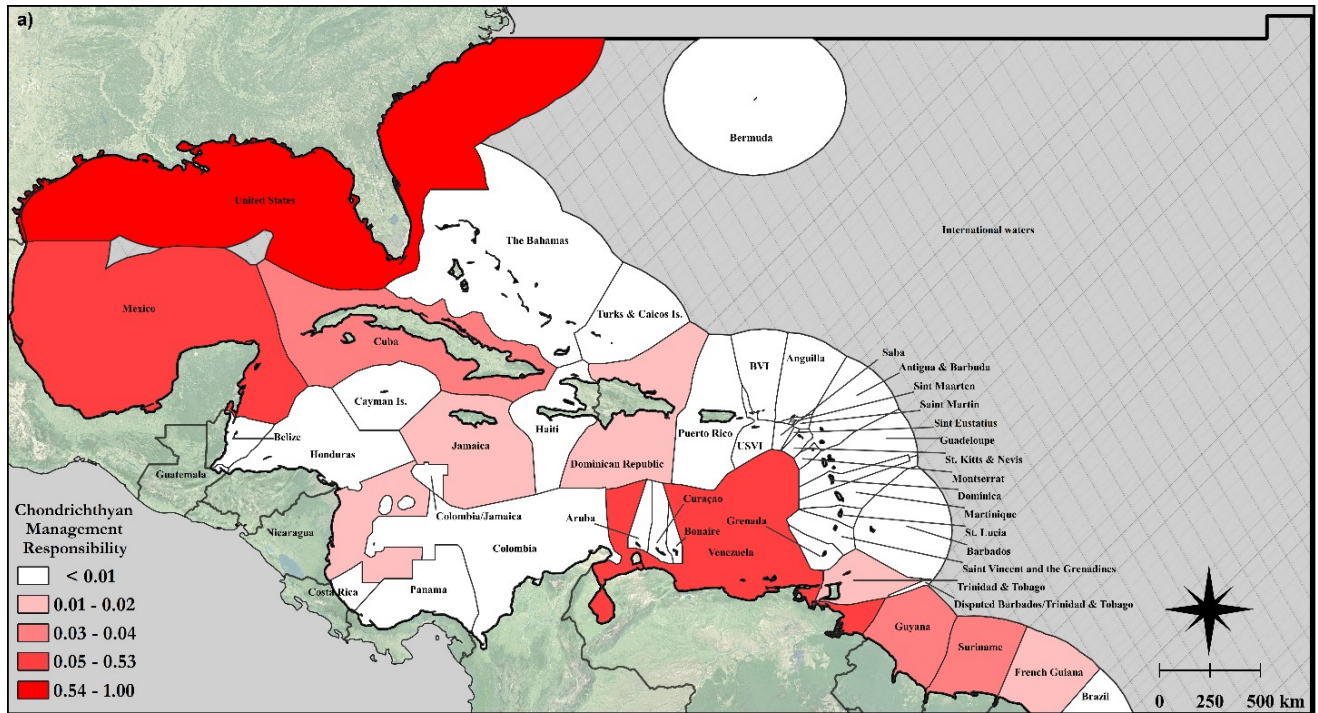 a)
Bermuda
United States
International waters
The Bahamas
Mexico
Turks & Caicos Is.
Cuba
BVI
Anguilla
Saba
Antigua & Barbuda
Sint Maarten
Saint Martin
Sint Eustatius
Guadeloupe
St. Kitts & Nevis
Montserrat
Dominica
Martinique
St. Lucia
Barbados
Saint Vincent and the Grenadines
Trinidad & Tobago
Disputed Barbados/Trinidad & Tobago
Cayman Is.
Haiti
Puerto Rico
USVI
Belize
Jamaica
Honduras
Dominican Republic
Guatemala
Curaçao
Colombia/Jamaica
Aruba
Grenada
Bonaire
Nicaragua
Colombia
Venezuela
Costa Rica
Panama
Guyana
Suriname
French Guiana
Brazil
Chondrichthyan
Management
Responsibility
< 0.01
0.01 - 0.02
0.03 - 0.04
0.05 - 0.53
0.54 - 1.00
0 250 500 km